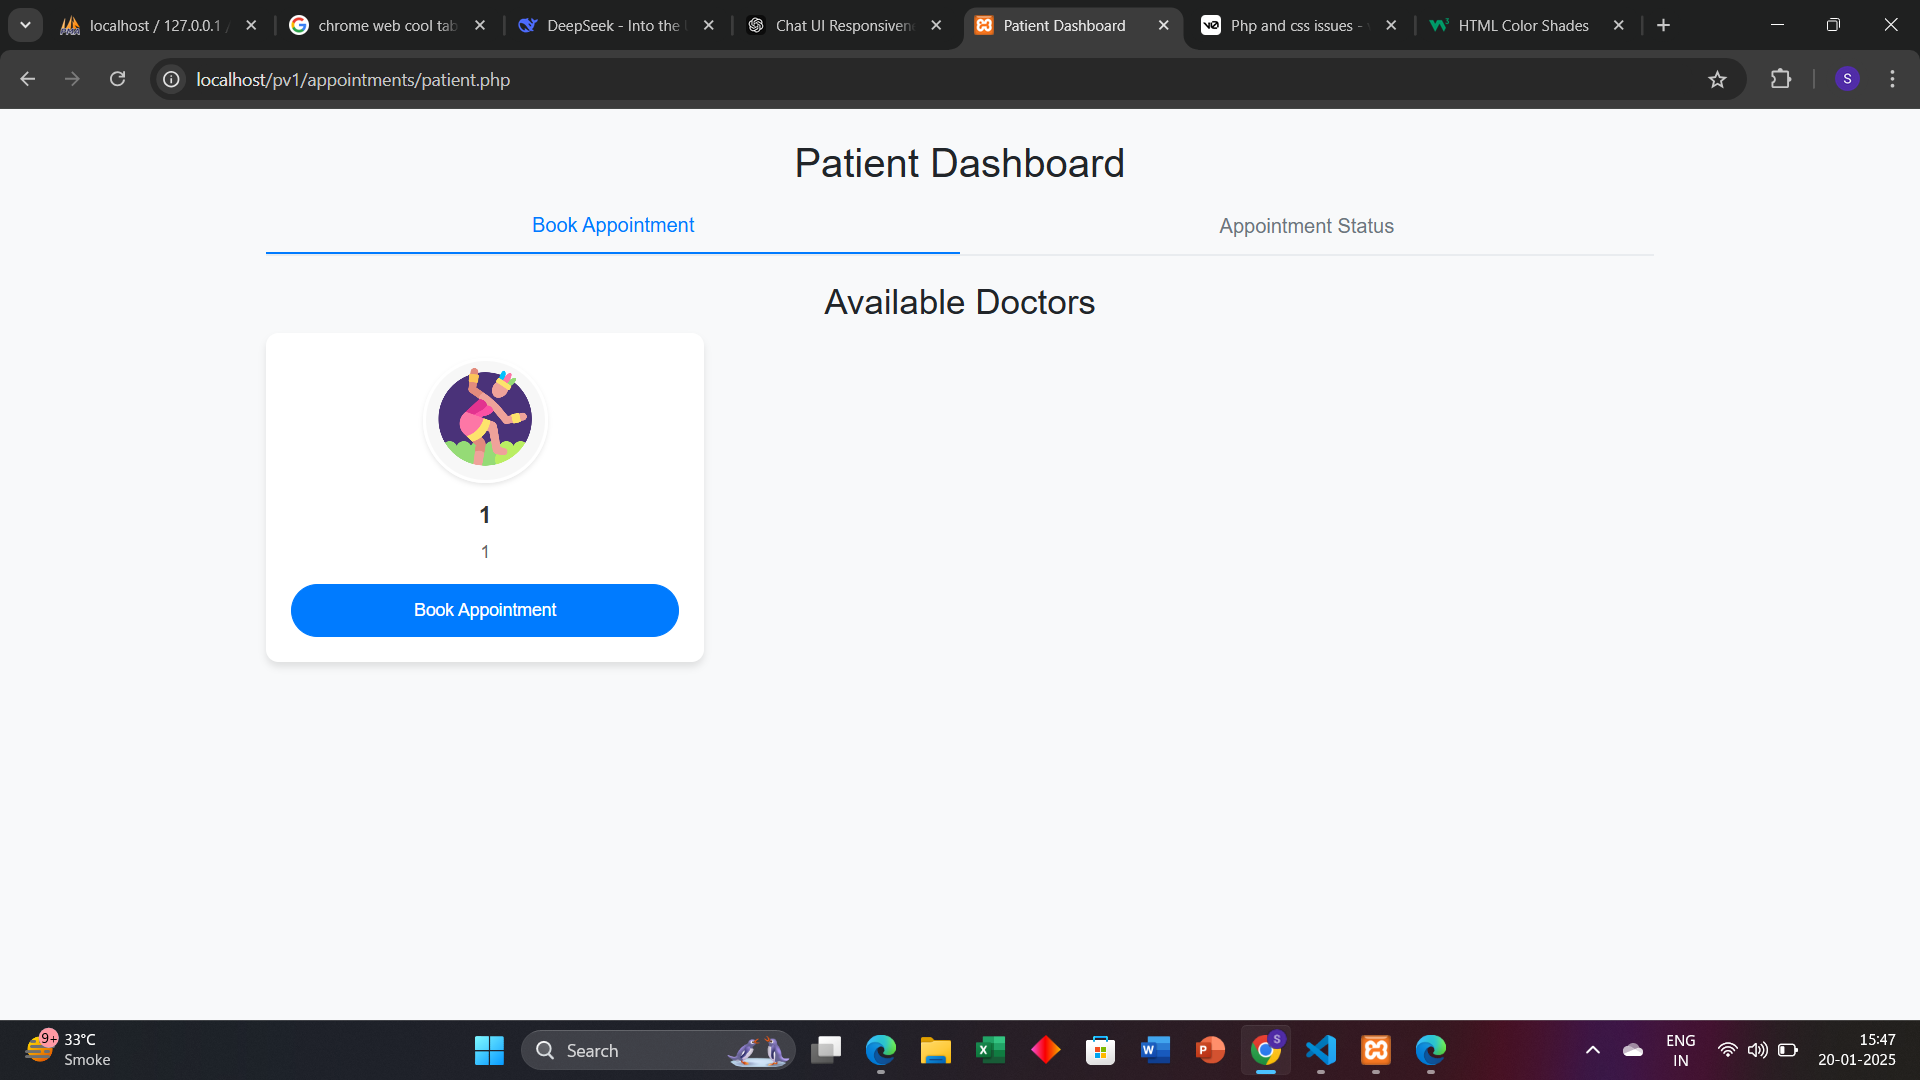 localhost / 127.0.0.1 /
chrome web cool tab
DeepSeek - Into the
Chat UI Responsiven
Patient Dashboard
Php and css issues -
HTML Color Shades
localhost/pv1/appointments/patient.php
S
Patient Dashboard
Book Appointment
Appointment Status
Available Doctors
1
1
Book Appointment
9+
33°C
Smoke
Search
S
ENG
IN
15:47
20-01-2025